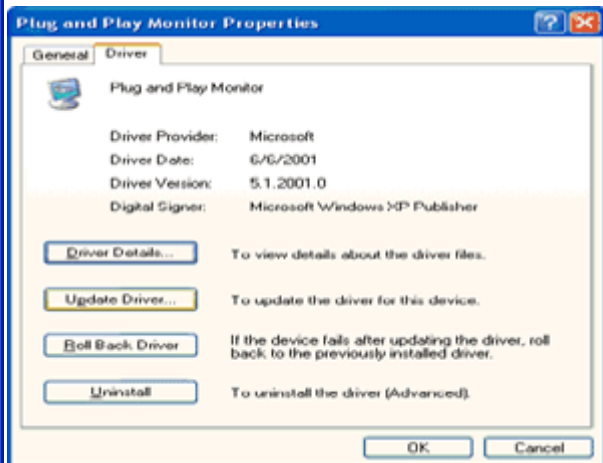 Plug and Play Monitor Properties
General Driver
Plug and Play Monitor
Driver Provider: Microsoft
Driver Date: 6/6/2001
Driver Version: 5.1.2001.0
Digital Signer: Microsoft Windows XP Publisher
Driver Details... To view details about the driver files.
Update Driver... To update the driver for this device.
Roll Back Driver If the device fails after updating the driver, roll
back to the previously installed driver.
Uninstall To uninstall the driver (Advanced).
OK Cancel